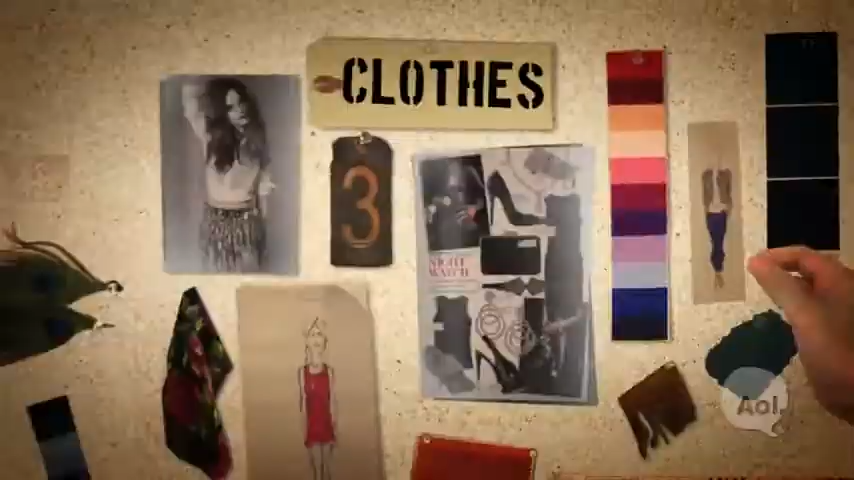 CLOTHES
3
NIGHT
WATCH
Aol.